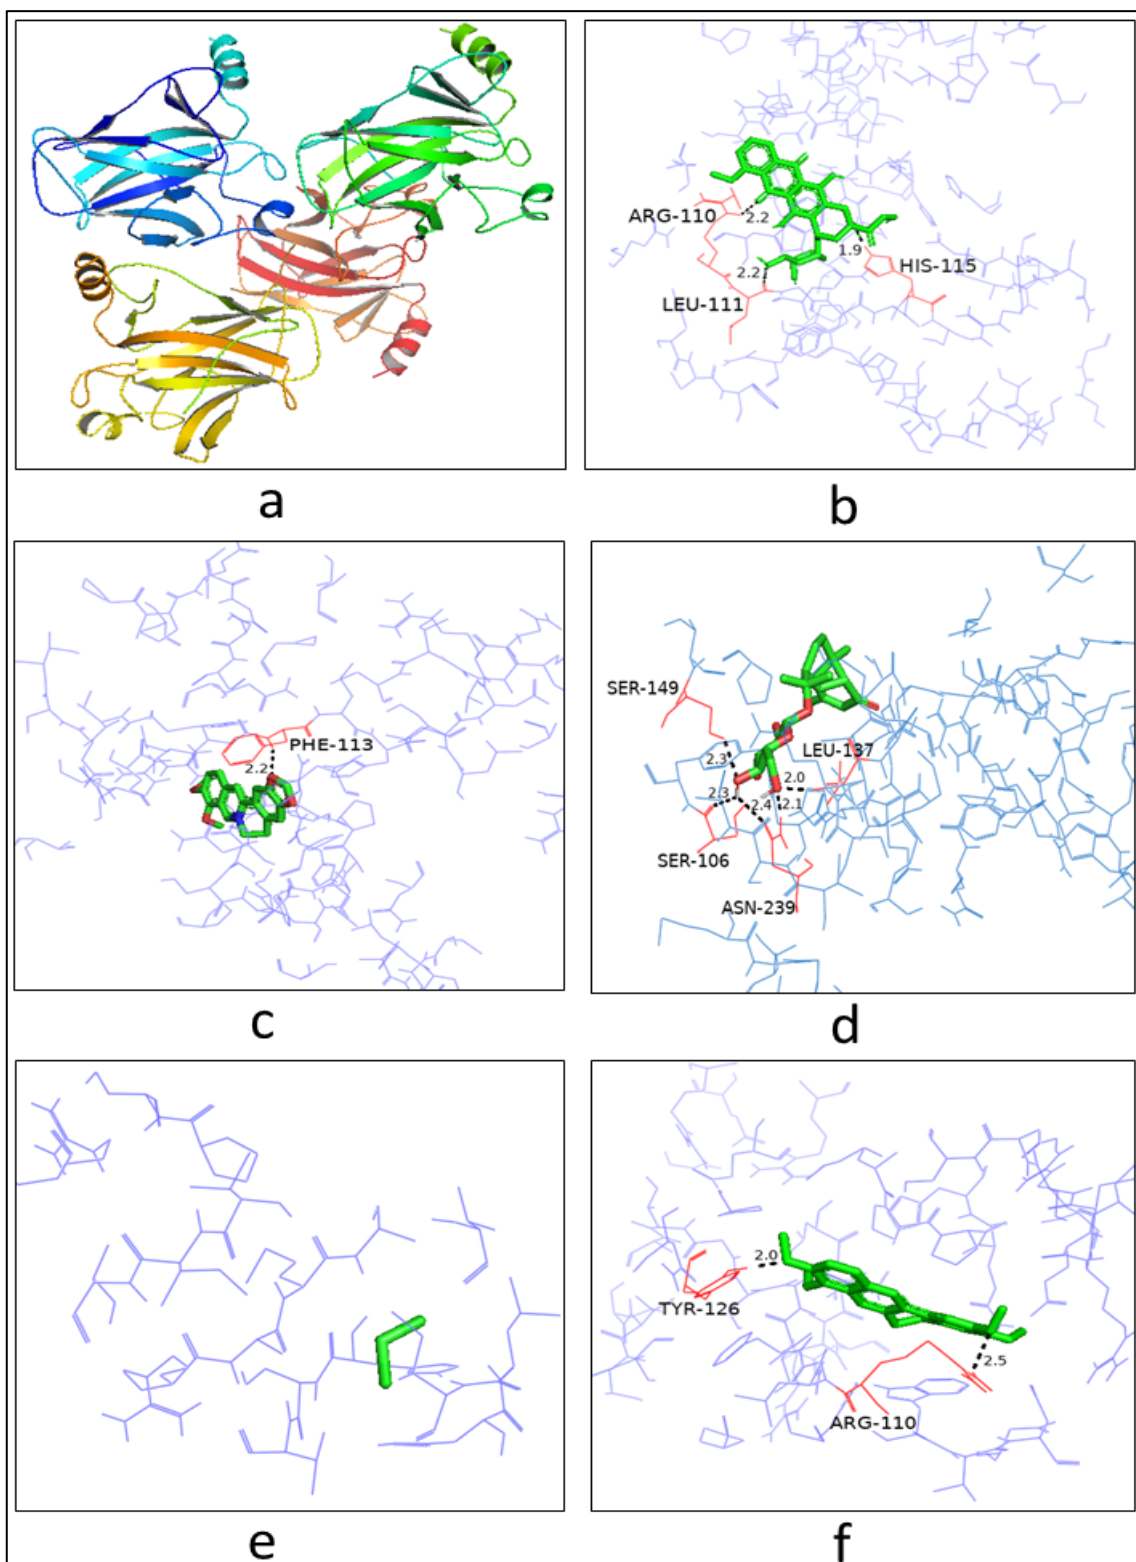 ARG-110
2.2
1.9
HIS-115
2.2
LEU-111
a
b
PHE-113
2.2
SER-149
LEU-137
2.3
2.0
2.3
2.4
2.1
SER-106
ASN-239
c
d
2.0
TYR-126
2.5
ARG-110
e
f